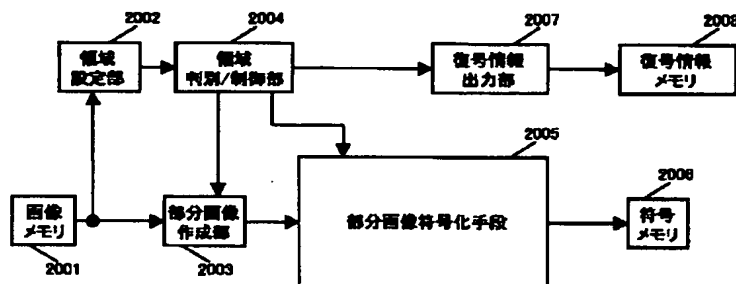 2002
2004
2007
2008
領域
設定部
領域
判別/制御部
復号情報
出力部
復号情報
メモリ
2005
2006
画像
メモリ
部分画像
作成部
部分画像符号化手段
符号
メモリ
2001
2003